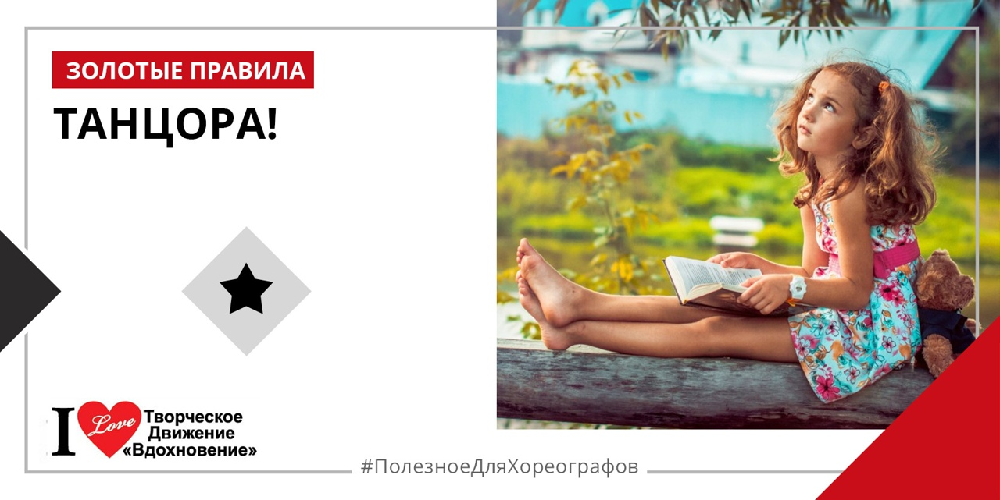 ЗОЛОТЫЕ ПРАВИЛА
ТАНЦОРА!
I Love Творческое
Движение
«Вдохновение»
#ПолезноеДляХореографов